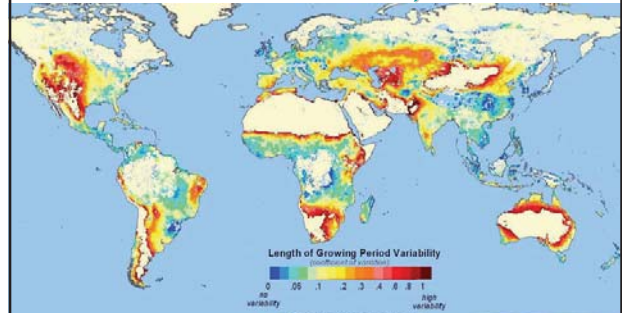 Length of Growing Period Variability
(coefficient of variation)
0 .05 .1 .2 .3 .4 .6 .8 1
no variability
high variability